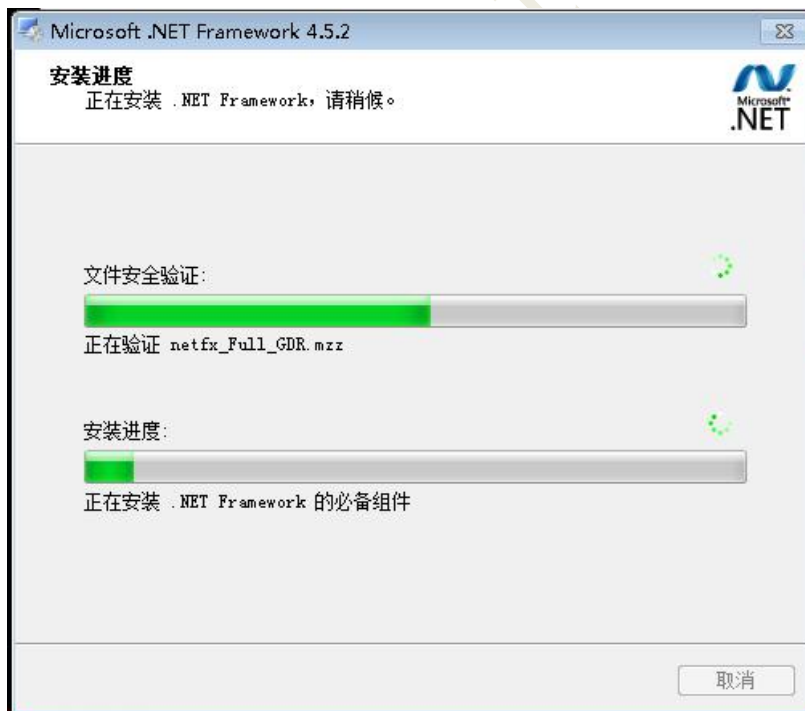 Microsoft .NET Framework 4.5.2
安装进度
正在安装 .NET Framework，请稍候。
Microsoft
.NET
文件安全验证:
正在验证 netfx_Full_GDR.mzz
安装进度:
正在安装 .NET Framework 的必备组件
取消